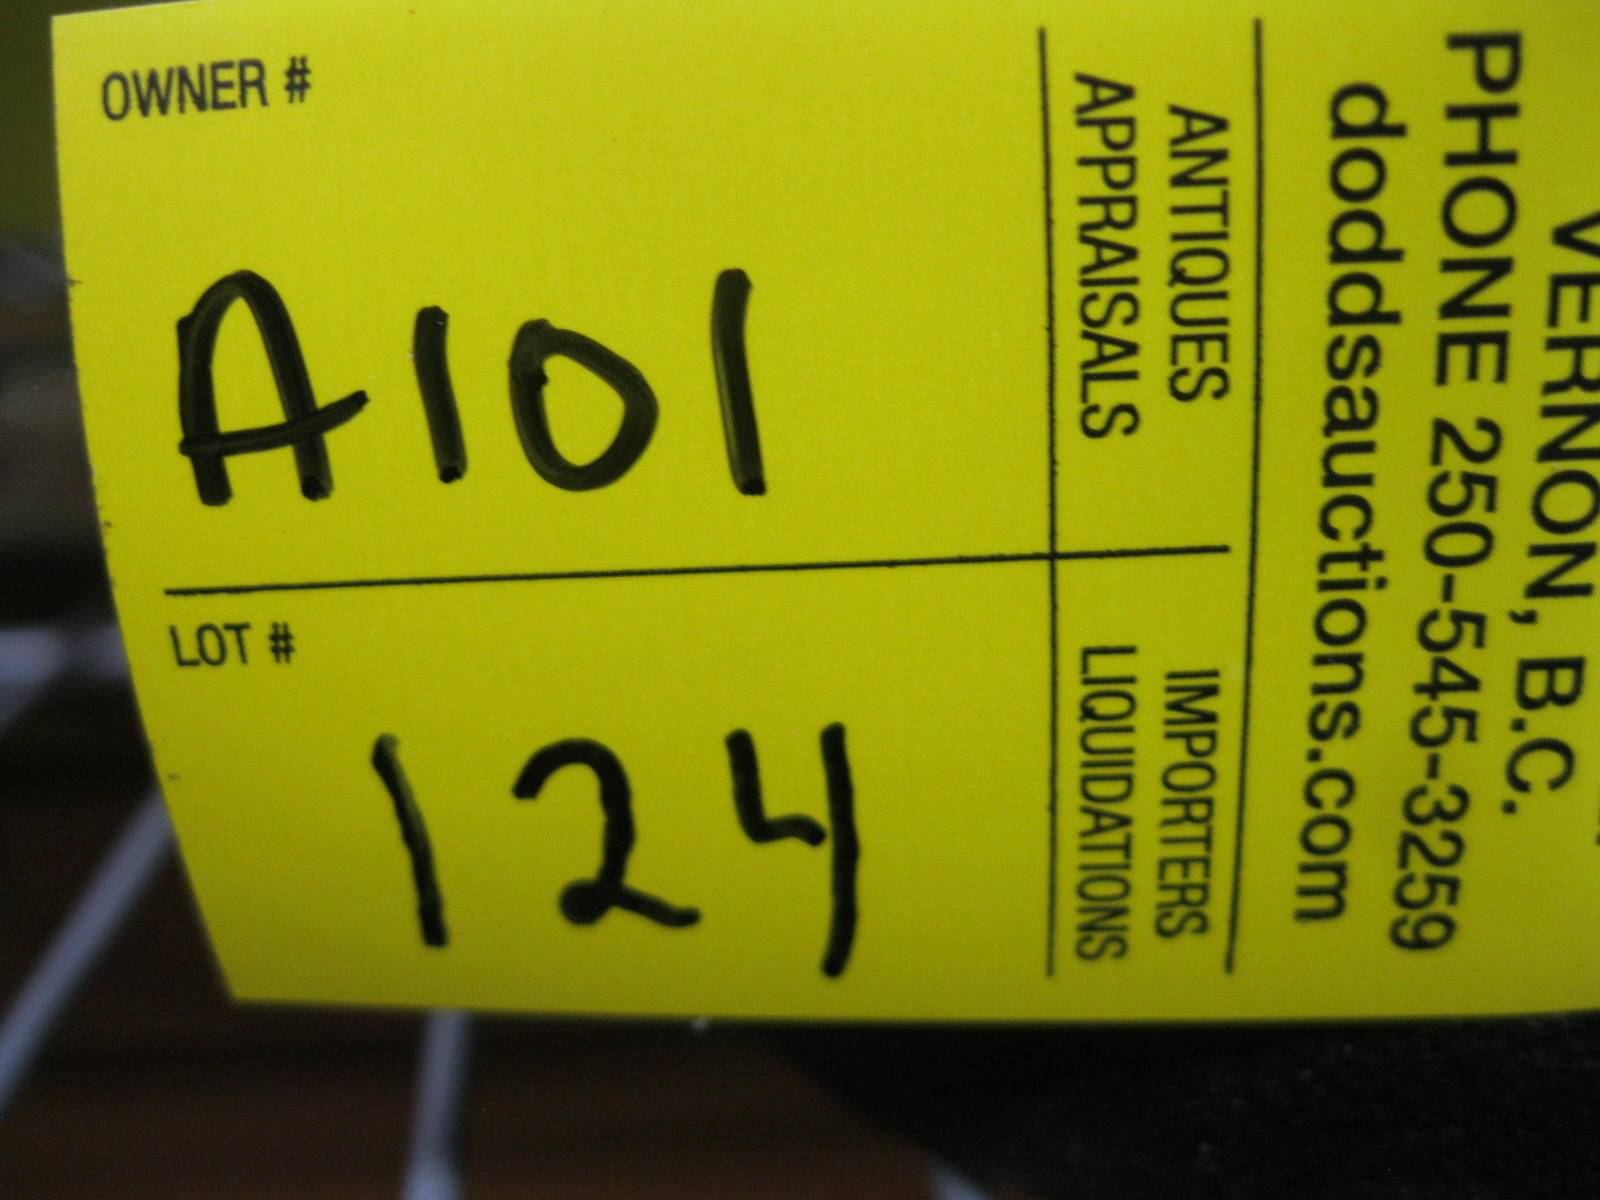 OWNER #
A101
LOT #
124
ANTIQUES
APPRAISALS
IMPORTERS
LIQUIDATIONS
VERNON, B.C.
PHONE 250-545-3259
doddsauctions.com